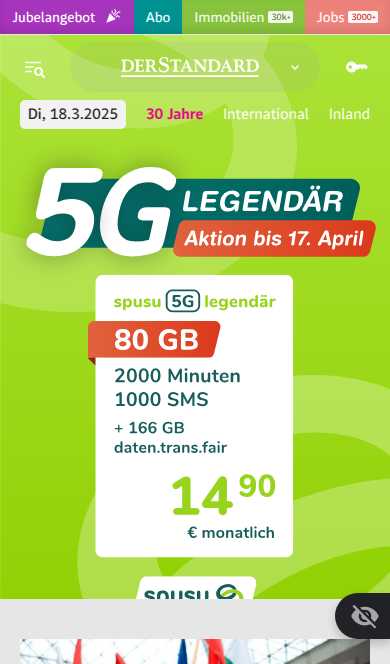 Jubelangebot Abo Immobilien 30k+ Jobs 3000+
DERSTANDARD
Di, 18.3.2025 30 Jahre International Inland
5G LEGENDÄR
Aktion bis 17. April
spusu 5G legendär
80 GB
2000 Minuten
1000 SMS
+ 166 GB
daten.trans.fair
14 90
€ monatlich
spusu